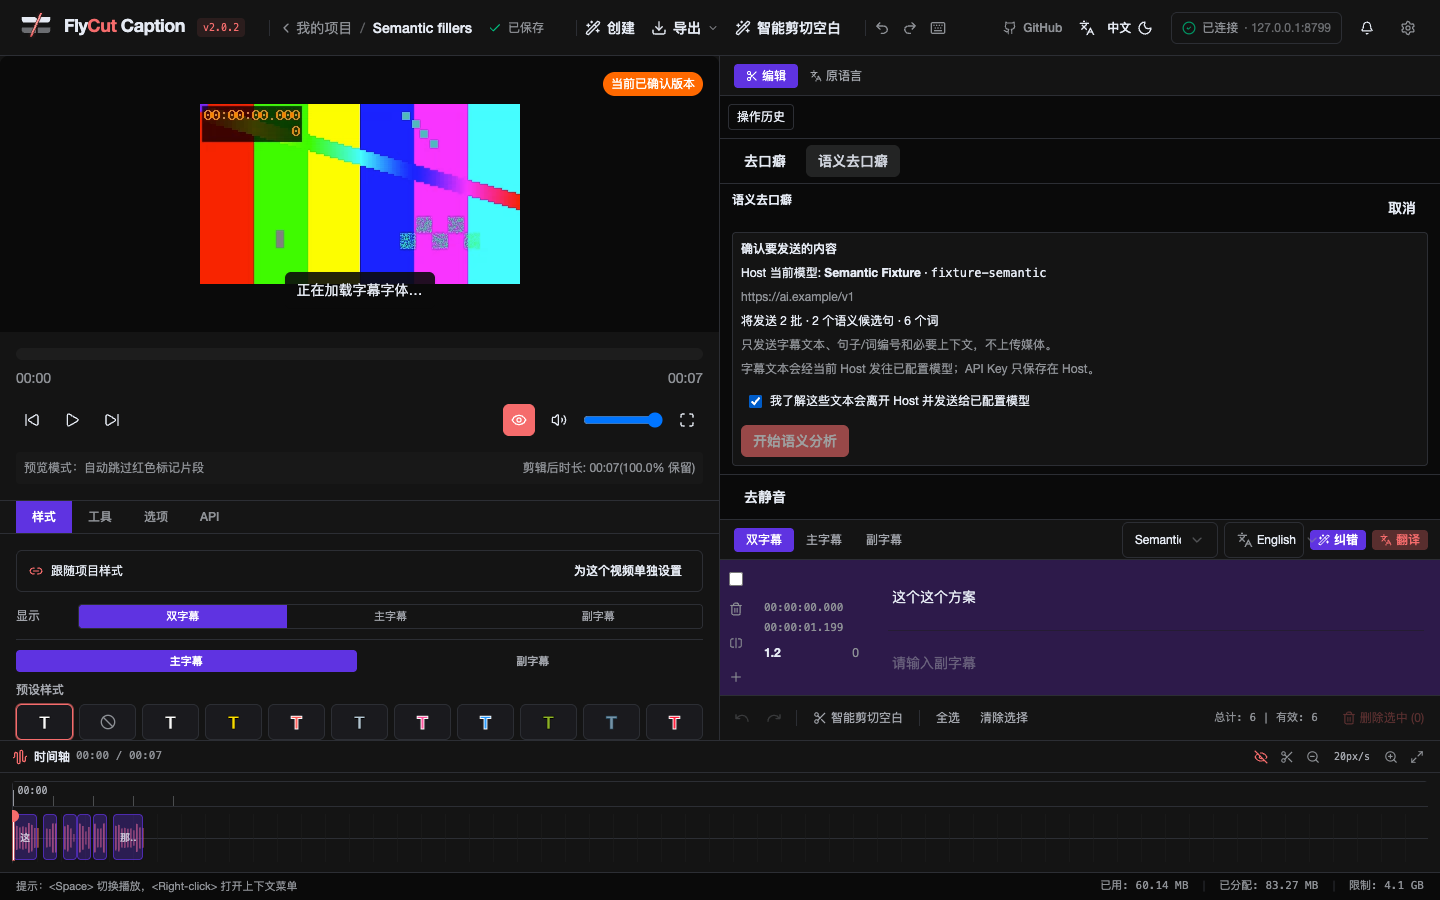 FlyCut Caption v2.0.2 我的项目 / Semantic fillers 已保存 创建 导出 智能剪切空白 GitHub 中文 已连接 · 127.0.0.1:8799
当前已确认版本
00:00:00.000
0
正在加载字幕字体...
00:00 00:07
预览模式：自动跳过红色标记片段 剪辑后时长: 00:07(100.0% 保留)
样式 工具 选项 API
跟随项目样式 为这个视频单独设置
显示 双字幕 主字幕 副字幕
主字幕 副字幕
预设样式
T T T T T T T T T T
编辑 原语言
操作历史
去口癖 语义去口癖
语义去口癖
取消
确认要发送的内容
Host 当前模型: Semantic Fixture · fixture-semantic
https://ai.example/v1
将发送 2 批 · 2 个语义候选句 · 6 个词
只发送字幕文本、句子/词编号和必要上下文，不上传媒体。
字幕文本会经当前 Host 发往已配置模型；API Key 只保存在 Host。
我了解这些文本会离开 Host 并发送给已配置模型
开始语义分析
去静音
双字幕 主字幕 副字幕 Semantic English 纠错 翻译
这个这个方案
00:00:00.000
00:00:01.199
1.2 0
请输入副字幕
智能剪切空白 全选 清除选择 总计: 6 | 有效: 6 删除选中 (0)
时间轴 00:00 / 00:07 20px/s
00:00
这 那...
提示：<Space> 切换播放，<Right-click> 打开上下文菜单 已用: 60.14 MB 已分配: 83.27 MB 限制: 4.1 GB